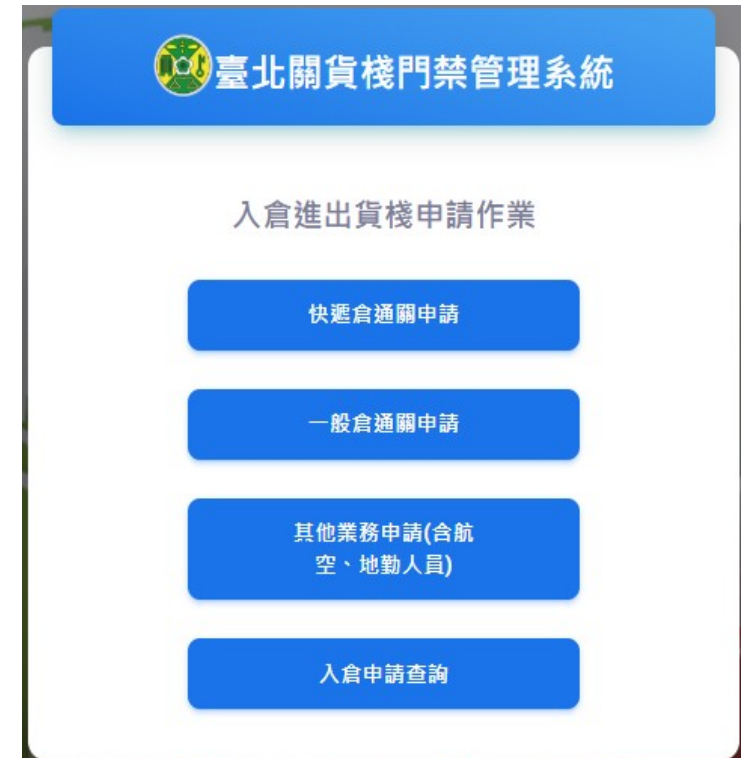 臺北關貨棧門禁管理系統
入倉進出貨棧申請作業
快遞倉通關申請
一般倉通關申請
其他業務申請(含航
空、地勤人員)
入倉申請查詢